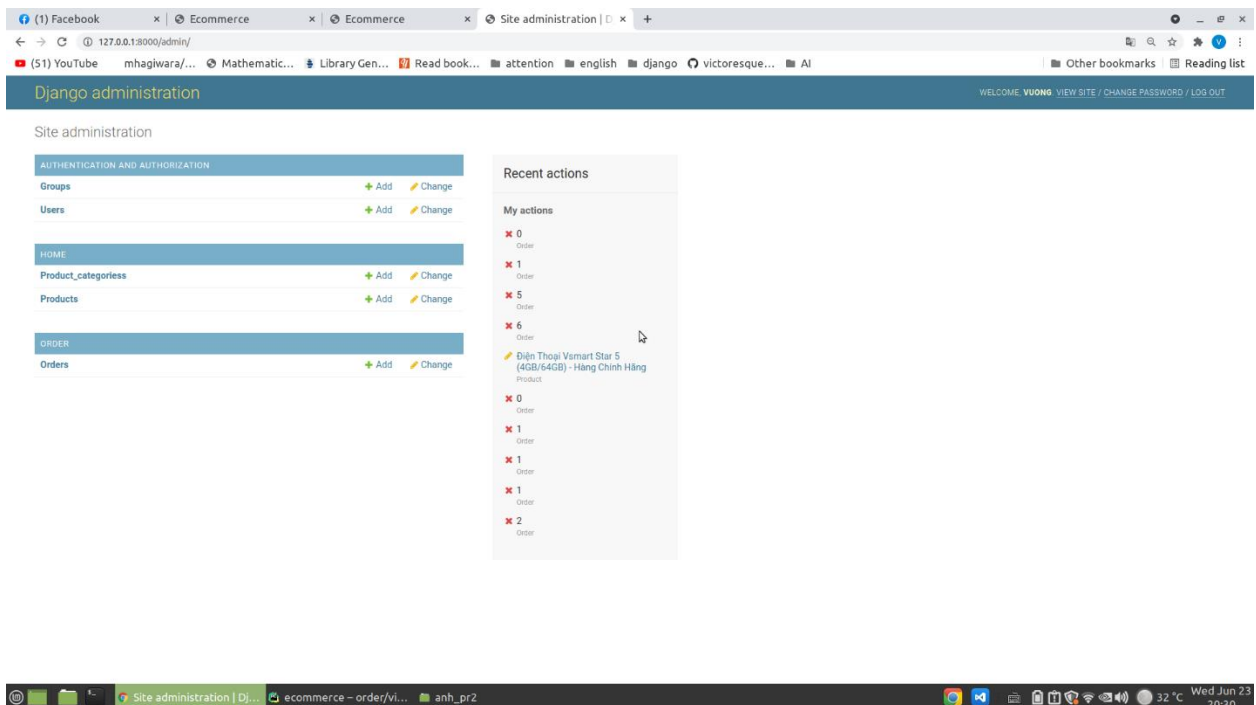 (1) Facebook
Ecommerce
Ecommerce
Site administration | D
127.0.0.1:8000/admin/
(51) YouTube
mhagiwara/...
Mathematic...
Library Gen...
Read book...
attention
english
django
victoresque...
AI
Other bookmarks
Reading list
Django administration
WELCOME, VUONG. VIEW SITE / CHANGE PASSWORD / LOG OUT
Site administration
AUTHENTICATION AND AUTHORIZATION
Groups
Add
Change
Users
Add
Change
HOME
Product_categoriess
Add
Change
Products
Add
Change
ORDER
Orders
Add
Change
Recent actions
My actions
0
Order
1
Order
5
Order
6
Order
Điện Thoại Vsmart Star 5
(4GB/64GB) - Hàng Chính Hãng
Product
0
Order
1
Order
1
Order
1
Order
2
Order
Site administration | Dj...
ecommerce – order/vi...
anh_pr2
32 °C
Wed Jun 23
20:30